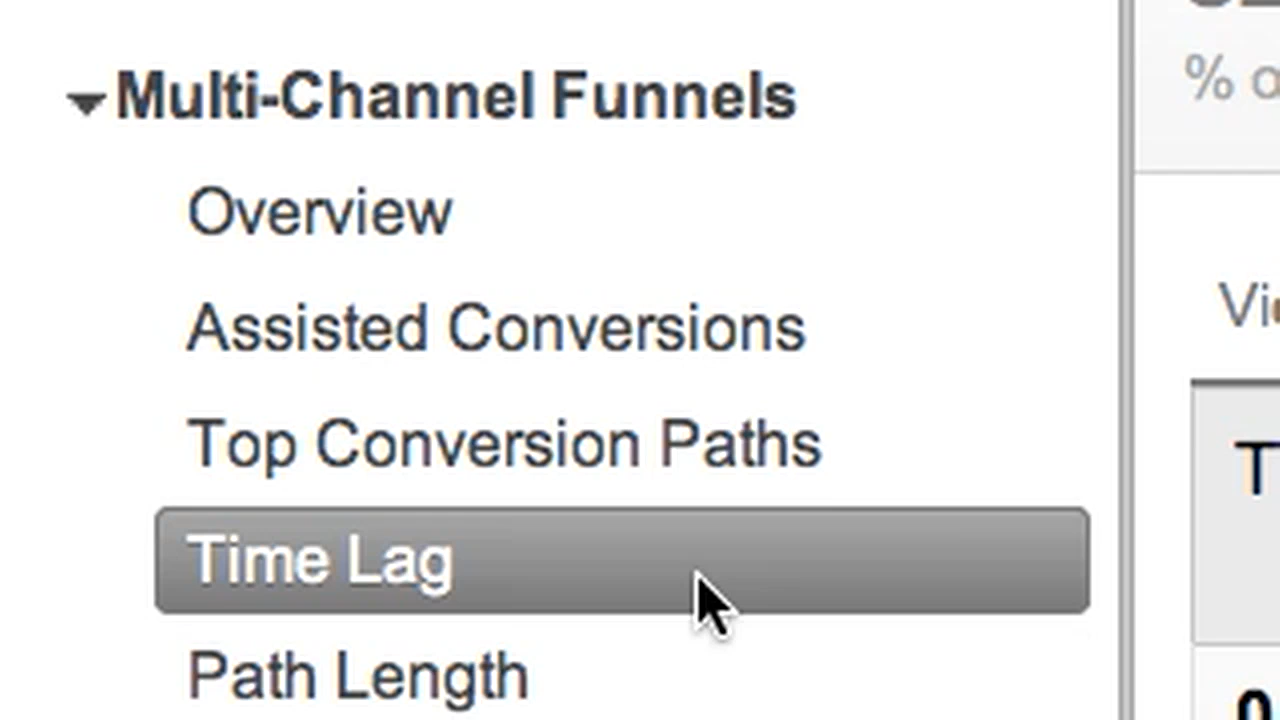 Multi-Channel Funnels
Overview
Assisted Conversions
Top Conversion Paths
Time Lag
Path Length
%